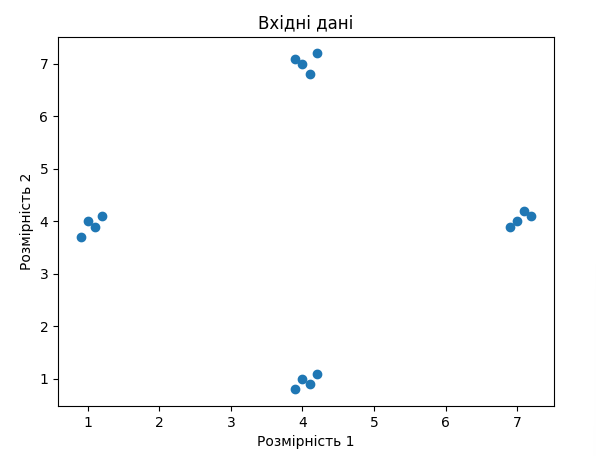 Вхідні дані
7
6
5
4
3
2
1
Розмірність 2
1 2 3 4 5 6 7
Розмірність 1